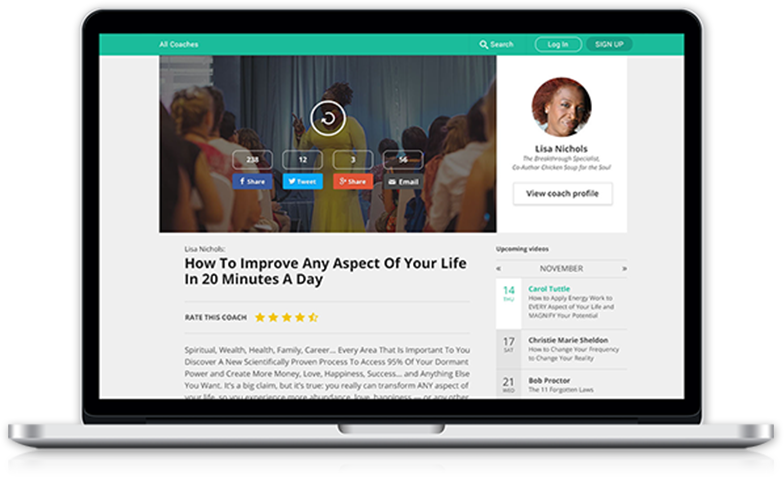 All Coaches
Search
Log In
SIGN UP
238
12
3
56
f Share
Tweet
g+ Share
Email
Lisa Nichols
The Breakthrough Specialist,
Co-Author Chicken Soup for the Soul
View coach profile
Lisa Nichols:
How To Improve Any Aspect Of Your Life
In 20 Minutes A Day
RATE THIS COACH
Spiritual, Wealth, Health, Family, Career... Every Area That Is Important To You
Discover A New Scientifically Proven Process To Access 95% Of Your Dormant
Power and Create More Money, Love, Happiness, Success... and Anything Else
You Want. It's a big claim, but it's true: you really can transform ANY aspect of
your life, so you experience more abundance, love, happiness — or any other
Upcoming videos
« NOVEMBER »
14
THU
Carol Tuttle
How to Apply Energy Work to
EVERY Aspect of Your Life and
MAGNIFY Your Potential
17
SAT
Christie Marie Sheldon
How to Change Your Frequency
to Change Your Reality
21
WED
Bob Proctor
The 11 Forgotten Laws